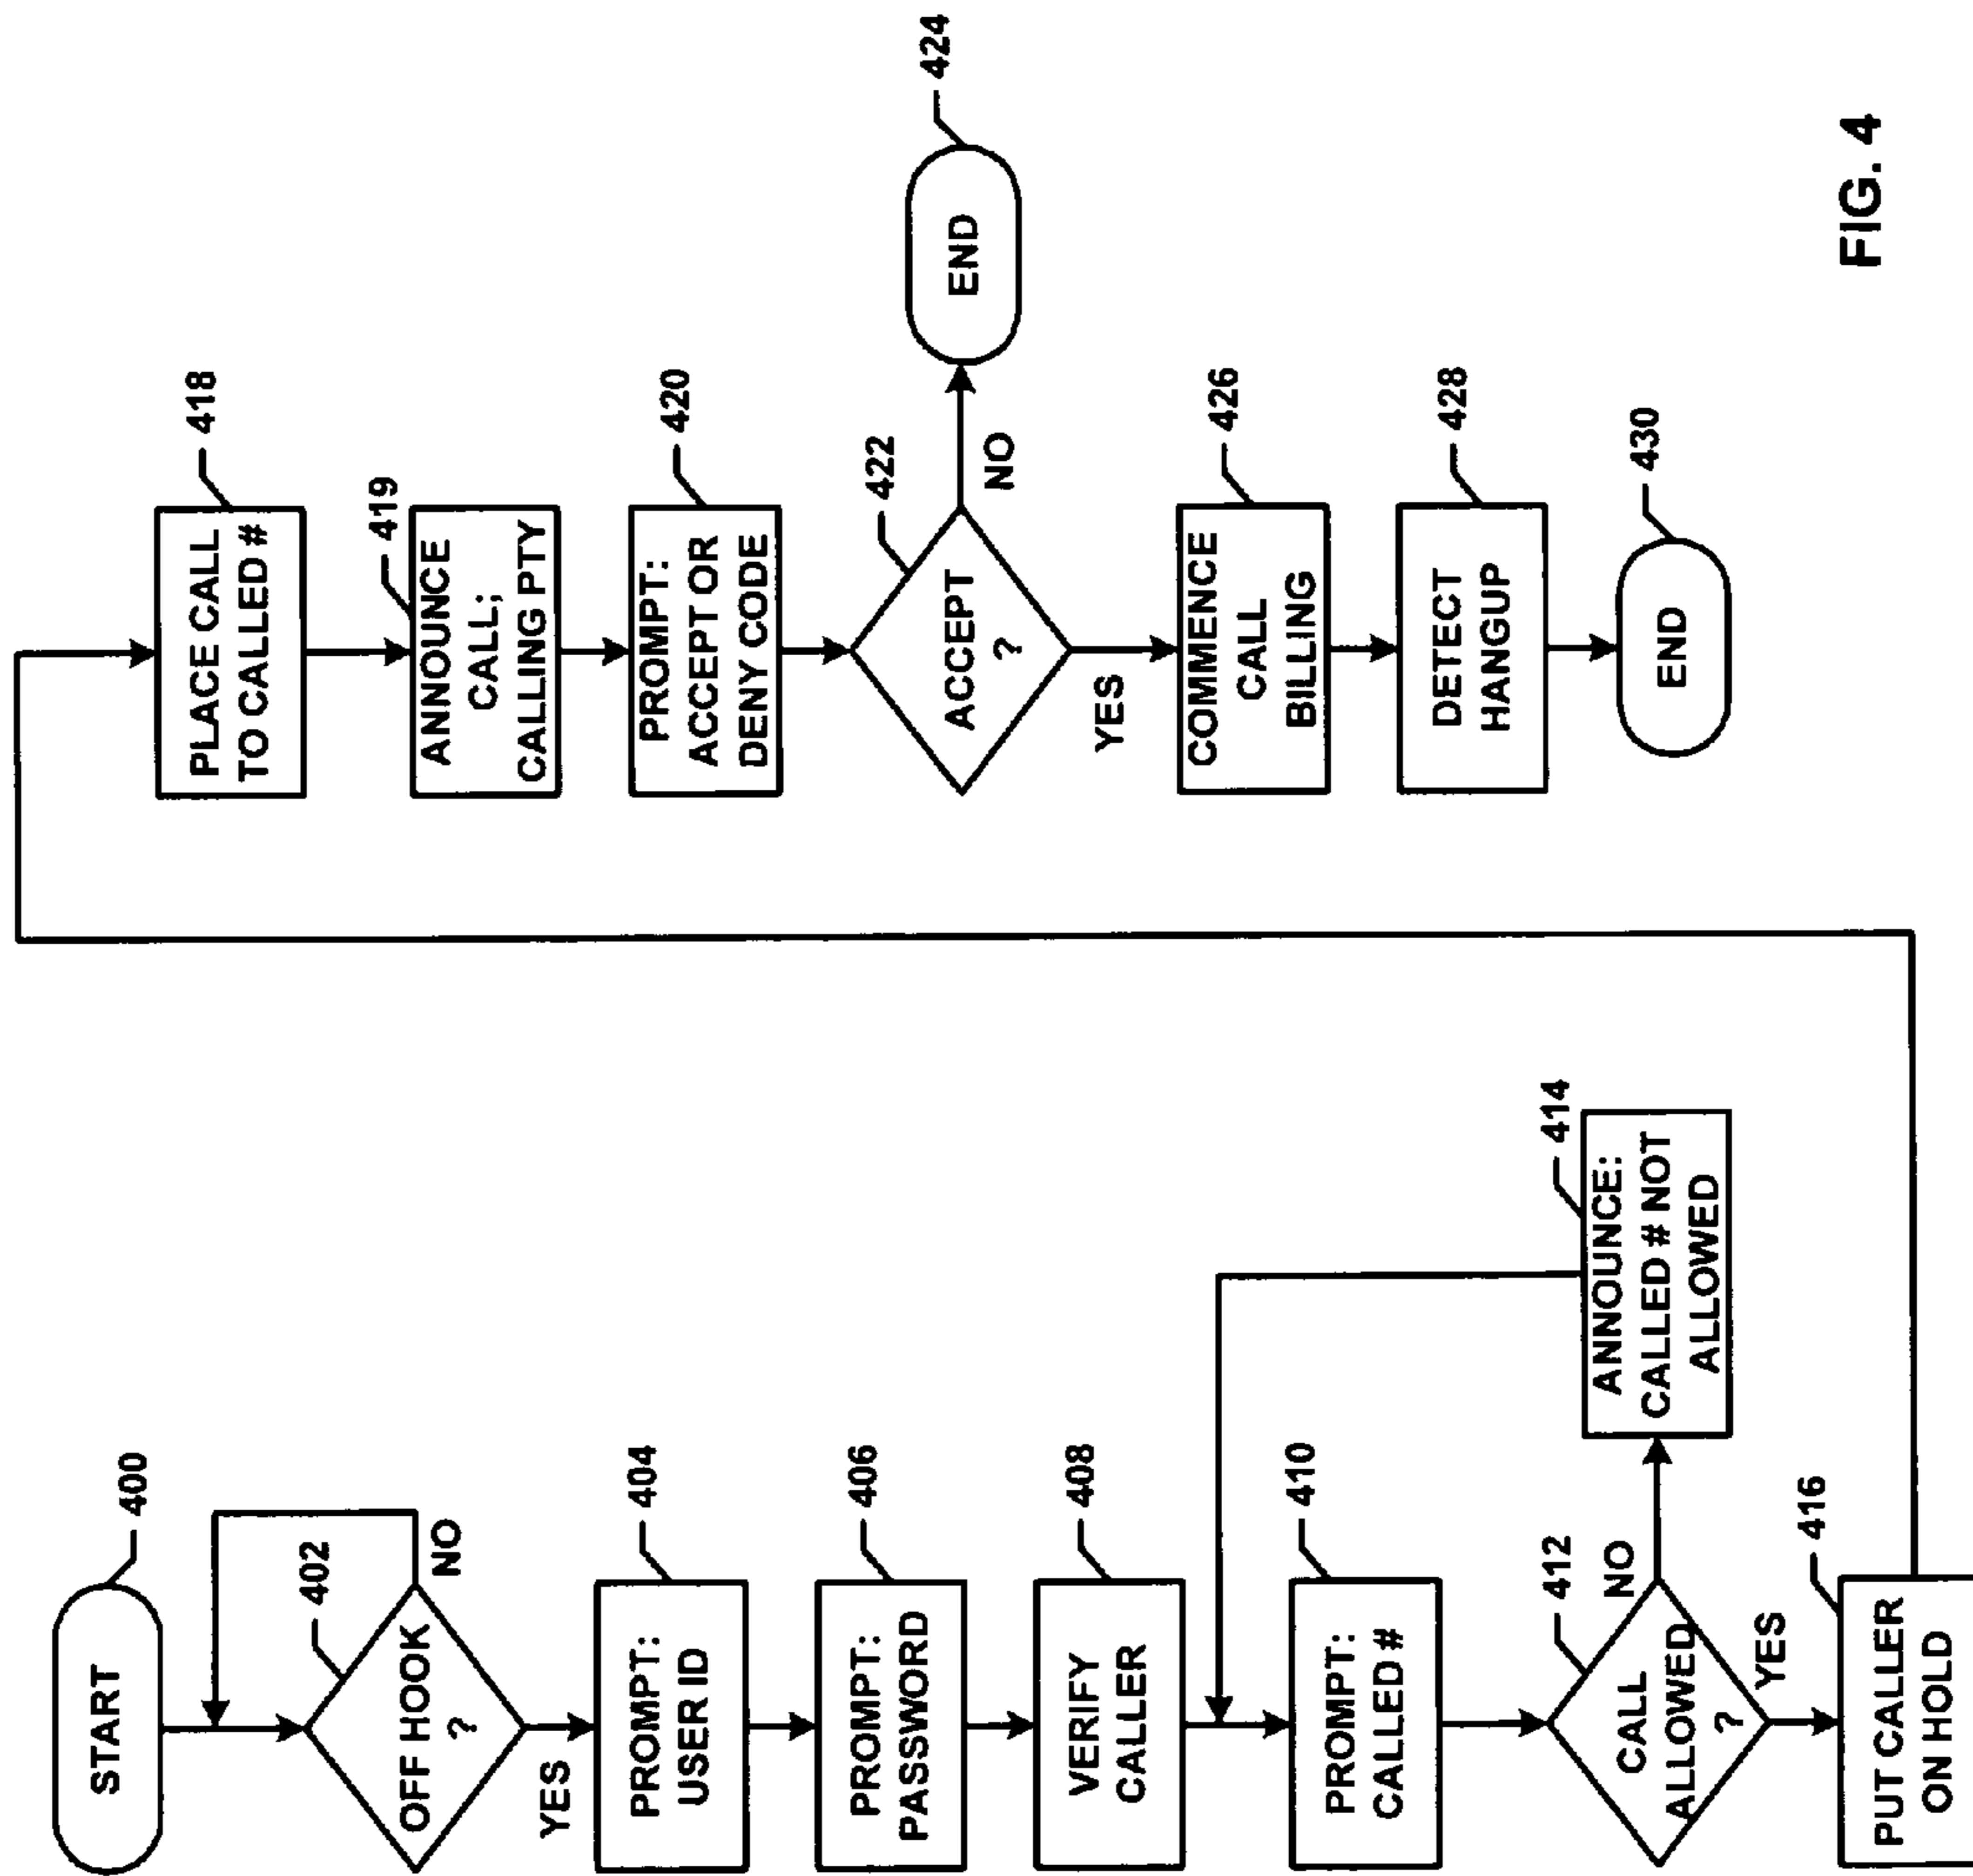 START
400
OFF HOOK
?
402
NO
YES
PROMPT:
USER ID
404
PROMPT:
PASSWORD
406
VERIFY
CALLER
408
PROMPT:
CALLED #
410
CALL
ALLOWED
?
412
NO
YES
ANNOUNCE:
CALLED # NOT
ALLOWED
414
PUT CALLER
ON HOLD
416
PLACE CALL
TO CALLED #
418
ANNOUNCE
CALL;
CALLING PTY
419
PROMPT:
ACCEPT OR
DENY CODE
420
ACCEPT
?
422
NO
YES
END
424
COMMENCE
CALL
BILLING
426
DETECT
HANGUP
428
END
430
FIG. 4